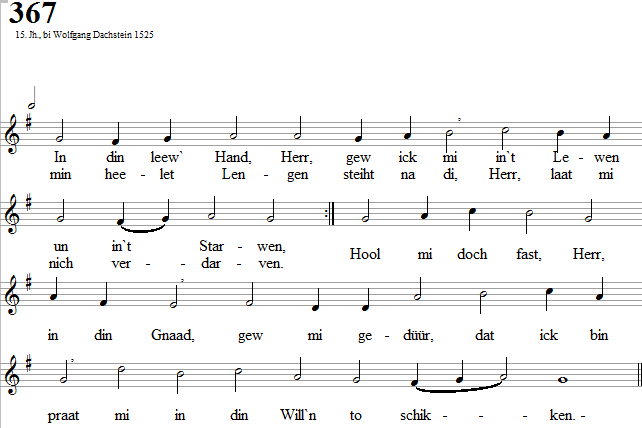 367
15. Jh., bi Wolfgang Dachstein 1525
In din leew` Hand, Herr, gew ick mi in`t Le - wen
min hee - let Len - gen steiht na di, Herr, laat mi
un in`t Star - wen,
nich ver - - dar - ven.
Hool mi doch fast, Herr,
in din Gnaad, gew mi ge - düür, dat ick bin
praat mi in din Will`n to schik - - - ken. -